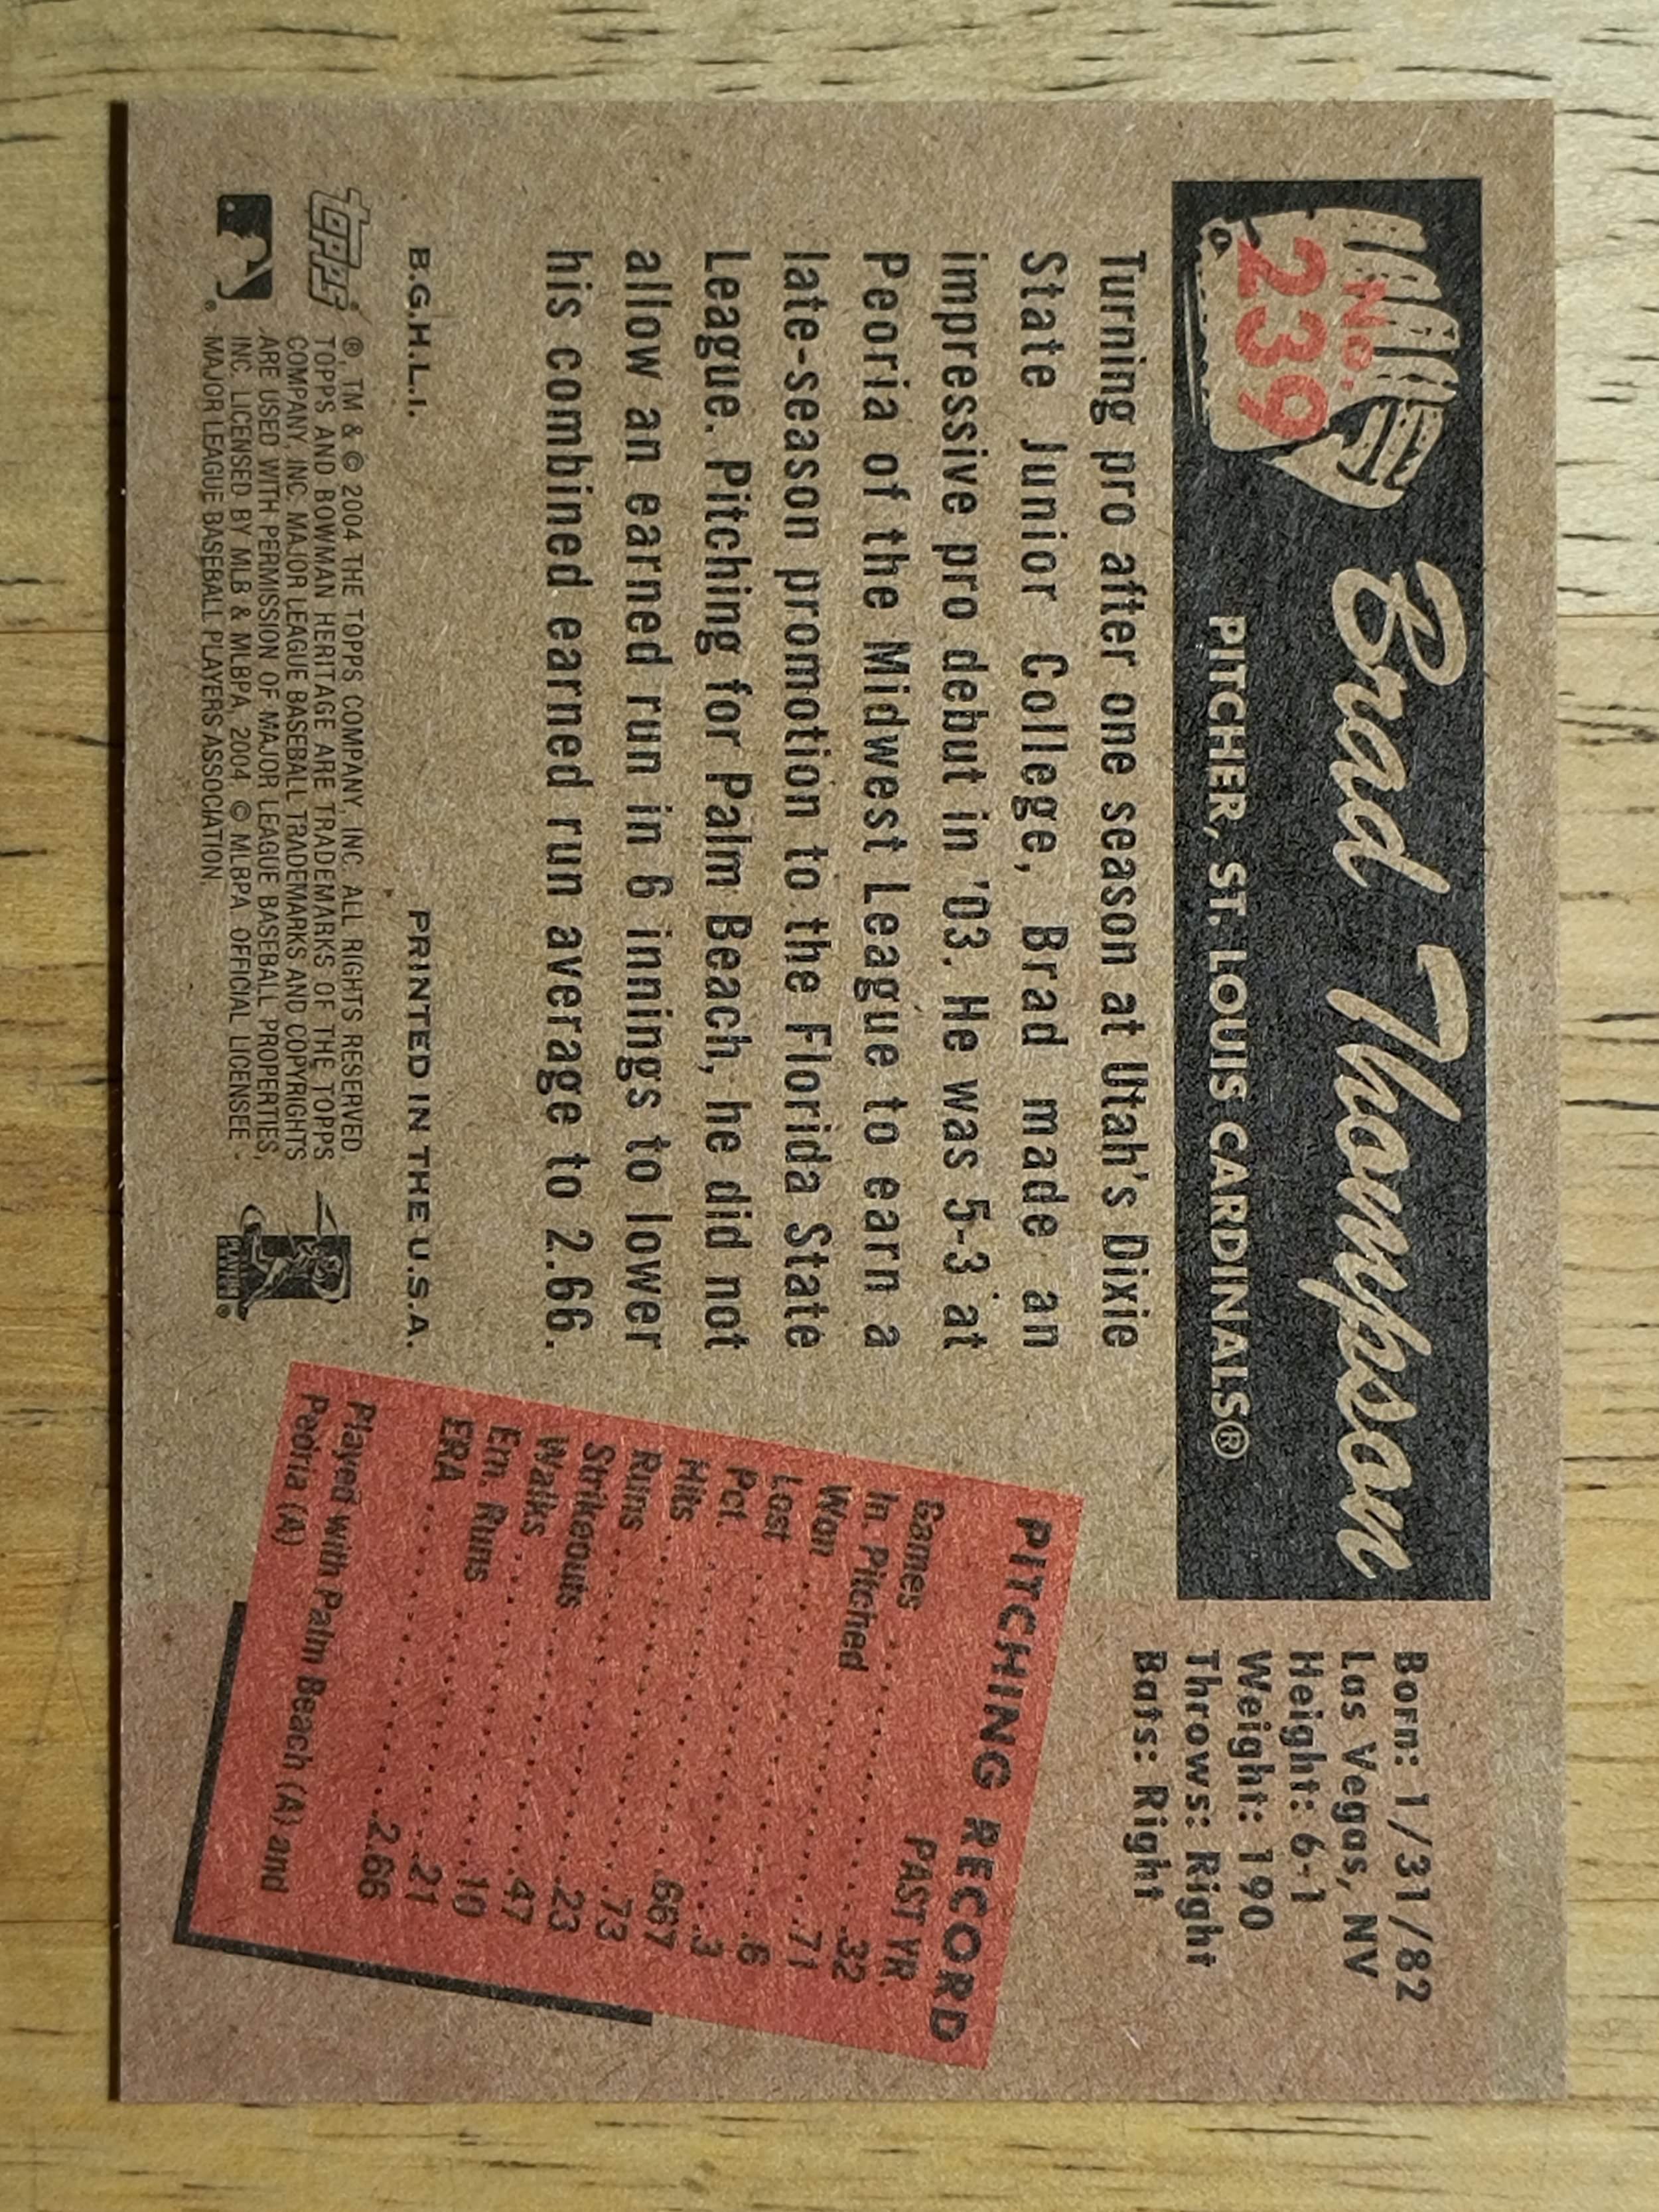 No.
239
Brad Thompson
PITCHER, ST. LOUIS CARDINALS®
Born: 1/31/82
Las Vegas, NV
Height: 6-1
Weight: 190
Throws: Right
Bats: Right
Turning pro after one season at Utah's Dixie
State Junior College, Brad made an
impressive pro debut in '03. He was 5-3 at
Peoria of the Midwest League to earn a
late-season promotion to the Florida State
League. Pitching for Palm Beach, he did not
allow an earned run in 6 innings to lower
his combined earned run average to 2.66.
PITCHING RECORD
PAST YR.
Games ..... 32
In. Pitched ..... 71
Won ..... 6
Lost ..... 3
Pct. ..... .667
Hits ..... 73
Runs ..... 23
Strikeouts ..... 47
Walks ..... 10
Ern. Runs ..... 21
ERA ..... 2.66
Played with Palm Beach (A) and
Peoria (A)
B.G.H.L.I.
PRINTED IN THE U.S.A.
topps
®, TM & © 2004 THE TOPPS COMPANY, INC. ALL RIGHTS RESERVED
TOPPS AND BOWMAN HERITAGE ARE TRADEMARKS OF THE TOPPS
COMPANY, INC. MAJOR LEAGUE BASEBALL TRADEMARKS AND COPYRIGHTS
ARE USED WITH PERMISSION OF MAJOR LEAGUE BASEBALL PROPERTIES,
INC. LICENSED BY MLB & MLBPA, 2004. © MLBPA. OFFICIAL LICENSEE -
MAJOR LEAGUE BASEBALL PLAYERS ASSOCIATION.